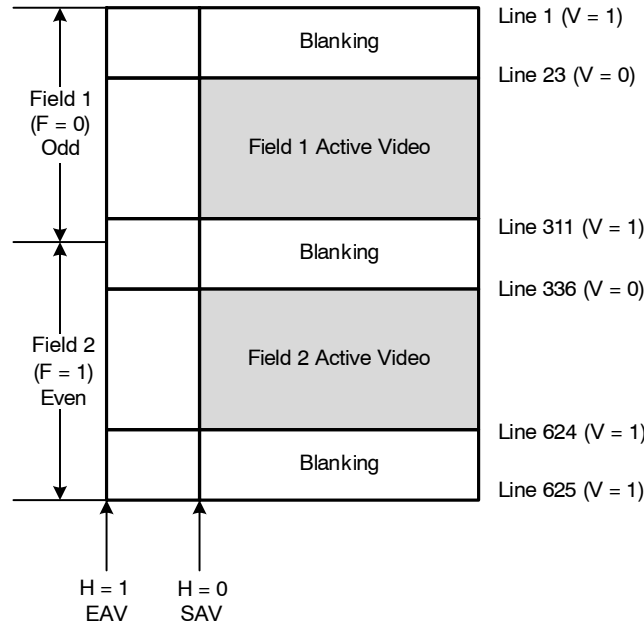 Line 1 (V = 1)
Blanking
Line 23 (V = 0)
Field 1
(F = 0)
Odd
Field 1 Active Video
Line 311 (V = 1)
Blanking
Line 336 (V = 0)
Field 2
(F = 1)
Even
Field 2 Active Video
Line 624 (V = 1)
Blanking
Line 625 (V = 1)
H = 1
EAV
H = 0
SAV